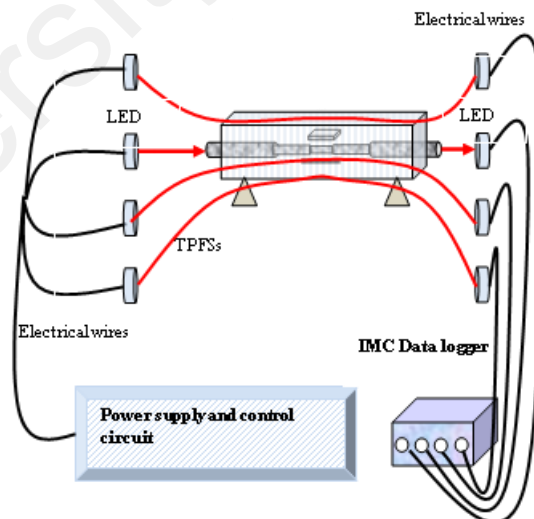 Electrical wires
LED
LED
TPFSs
Electrical wires
IMC Data logger
Power supply and control
circuit